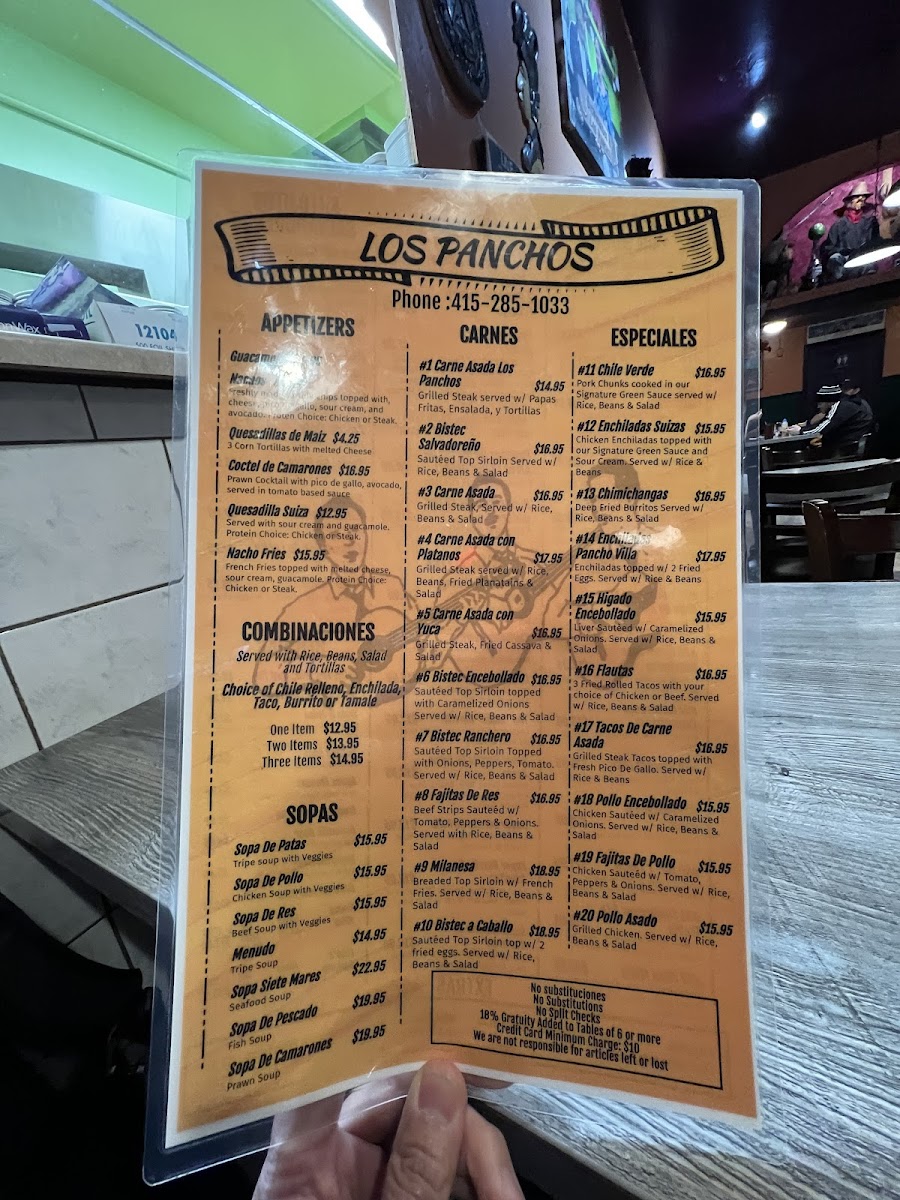 LOS PANCHOS
Phone :415-285-1033
APPETIZERS
Nachos
cheese, pico de gallo, sour cream, and
avocado. Protein Choice: Chicken or Steak.
Quesadillas de Maiz $4.25
3 Corn Tortillas with melted Cheese
Coctel de Camarones $16.95
Prawn Cocktail with pico de gallo, avocado,
served in tomato based sauce
Quesadilla Suiza $12.95
Served with sour cream and guacamole.
Protein Choice: Chicken or Steak.
Nacho Fries $15.95
French Fries topped with melted cheese,
sour cream, guacamole. Protein Choice:
Chicken or Steak.
COMBINACIONES
Served with Rice, Beans, Salad
and Tortillas
Choice of Chile Relleno, Enchilada,
Taco, Burrito or Tamale
One Item $12.95
Two Items $13.95
Three Items $14.95
SOPAS
Sopa De Patas $15.95
Tripe soup with Veggies
Sopa De Pollo $15.95
Chicken Soup with Veggies
Sopa De Res $15.95
Beef Soup with Veggies
Menudo $14.95
Tripe Soup
Sopa Siete Mares $22.95
Seafood Soup
Sopa De Pescado $19.95
Fish Soup
Sopa De Camarones $19.95
Prawn Soup
CARNES
#1 Carne Asada Los
Panchos $14.95
Grilled Steak served w/ Papas
Fritas, Ensalada, y Tortillas
#2 Bistec
Salvadoreño $16.95
Sautéed Top Sirloin Served w/
Rice, Beans & Salad
#3 Carne Asada $16.95
Grilled Steak, Served w/ Rice,
Beans & Salad
#4 Carne Asada con
Platanos $17.95
Grilled Steak served w/ Rice,
Beans, Fried Planatains &
Salad
#5 Carne Asada con
Yuca $16.95
Grilled Steak, Fried Cassava &
Salad
#6 Bistec Encebollado $16.95
Sautéed Top Sirloin topped
with Caramelized Onions
Served w/ Rice, Beans & Salad
#7 Bistec Ranchero $16.95
Sautéed Top Sirloin Topped
with Onions, Peppers, Tomato.
Served w/ Rice, Beans & Salad
#8 Fajitas De Res $16.95
Beef Strips Sauteéd w/
Tomato, Peppers & Onions.
Served with Rice, Beans &
Salad
#9 Milanesa $18.95
Breaded Top Sirloin w/ French
Fries. Served w/ Rice, Beans &
Salad
#10 Bistec a Caballo $18.95
Sautéed Top Sirloin top w/ 2
fried eggs. Served w/ Rice,
Beans & Salad
ESPECIALES
#11 Chile Verde $16.95
Pork Chunks cooked in our
Signature Green Sauce served w/
Rice, Beans & Salad
#12 Enchiladas Suizas $15.95
Chicken Enchiladas topped with
our Signature Green Sauce and
Sour Cream. Served w/ Rice &
Beans
#13 Chimichangas $16.95
Deep Fried Burritos Served w/
Rice, Beans & Salad
#14 Enchiladas
Pancho Villa $17.95
Enchiladas topped w/ 2 Fried
Eggs. Served w/ Rice & Beans
#15 Higado
Encebollado $15.95
Liver Sautéed w/ Caramelized
Onions. Served w/ Rice, Beans &
Salad
#16 Flautas $16.95
3 Fried Rolled Tacos with your
choice of Chicken or Beef. Served
w/ Rice, Beans & Salad
#17 Tacos De Carne
Asada $16.95
Grilled Steak Tacos topped with
Fresh Pico De Gallo. Served w/
Rice & Beans
#18 Pollo Encebollado $15.95
Chicken Sautéed w/ Caramelized
Onions. Served w/ Rice, Beans &
Salad
#19 Fajitas De Pollo $15.95
Chicken Sauteéd w/ Tomato,
Peppers & Onions. Served w/ Rice,
Beans & Salad
#20 Pollo Asado $15.95
Grilled Chicken. Served w/ Rice,
Beans & Salad
No substituciones
No Substitutions
No Split Checks
18% Gratuity Added to Tables of 6 or more
Credit Card Minimum Charge: $10
We are not responsible for articles left or lost
12104